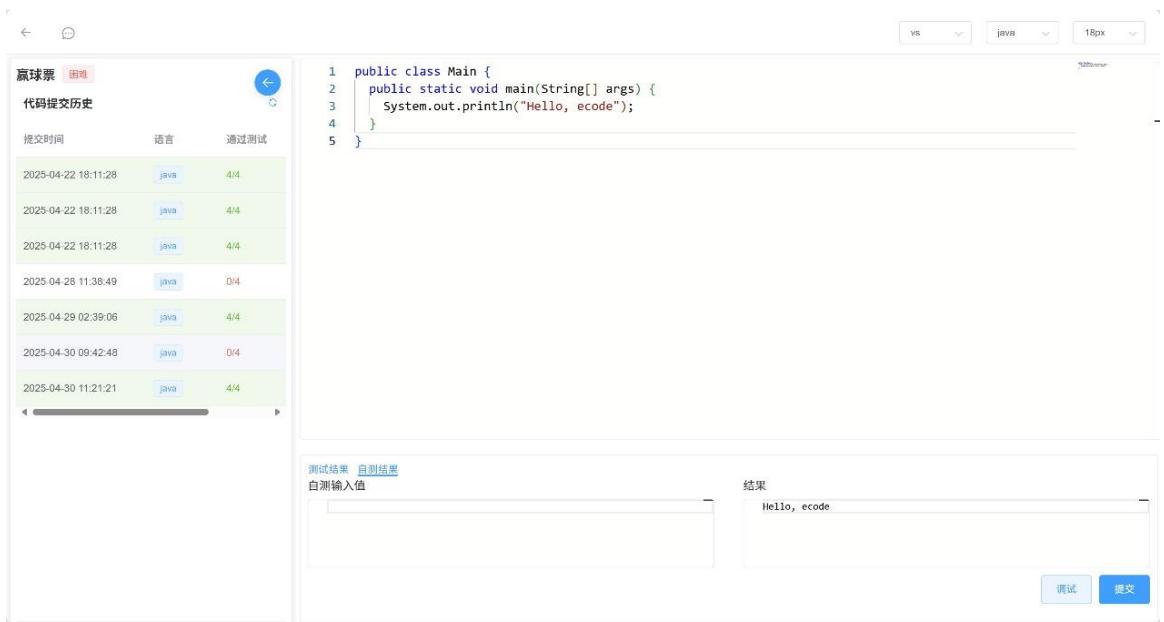 vs java 18px
赢球票 困难
代码提交历史
提交时间 语言 通过测试
2025-04-22 18:11:28 java 4/4
2025-04-22 18:11:28 java 4/4
2025-04-22 18:11:28 java 4/4
2025-04-28 11:38:49 java 0/4
2025-04-29 02:39:06 java 4/4
2025-04-30 09:42:48 java 0/4
2025-04-30 11:21:21 java 4/4
1 public class Main {
2 public static void main(String[] args) {
3 System.out.println("Hello, ecode");
4 }
5 }
测试结果 自测结果
自测输入值
结果
Hello, ecode
调试 提交